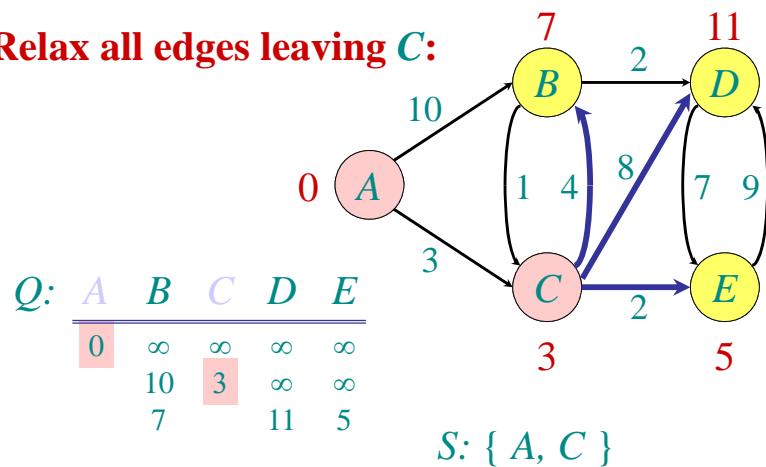 Relax all edges leaving C:
7
11
B
2
D
10
0
A
1
4
8
7
9
3
C
2
E
3
5
Q: A B C D E
0 ∞ ∞ ∞ ∞
10 3 ∞ ∞
7 11 5
S: { A, C }